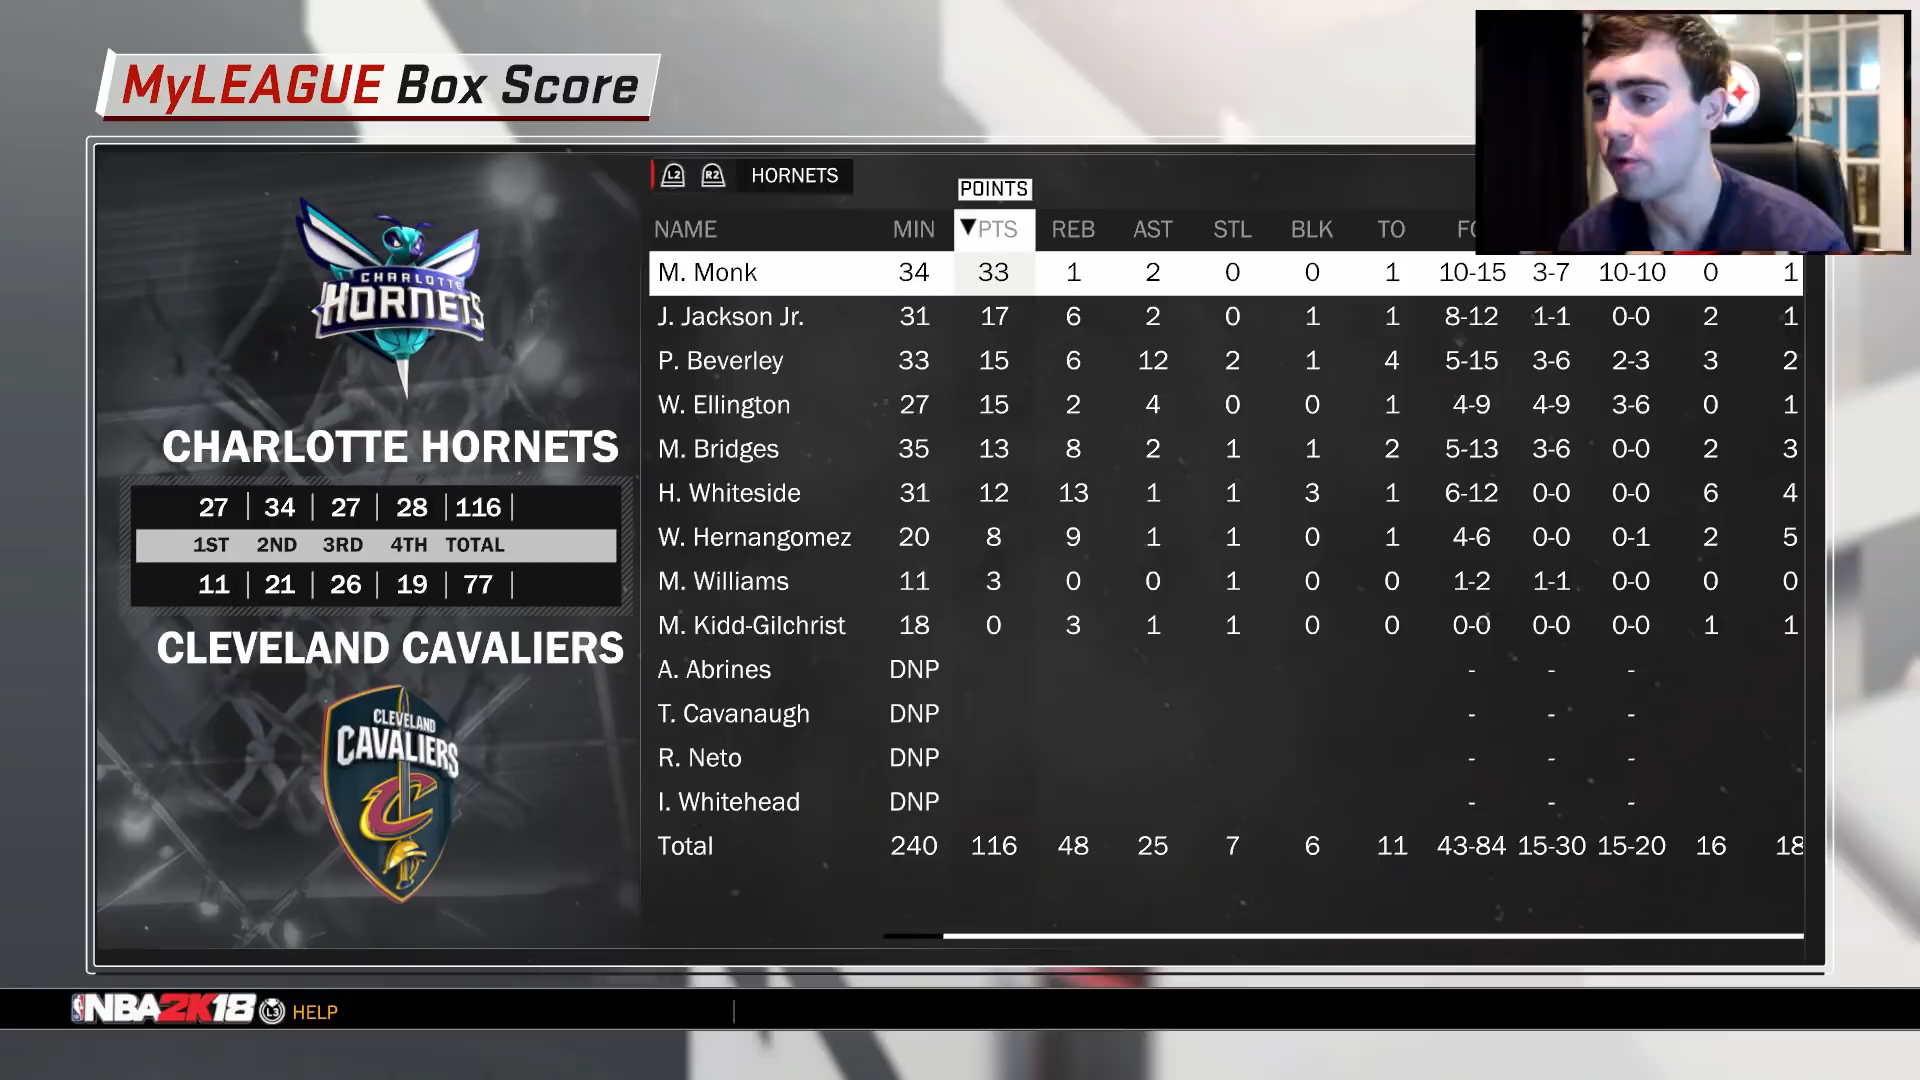 MyLEAGUE Box Score
L2 R2 HORNETS
POINTS
NAME MIN PTS REB AST STL BLK TO
M. Monk 34 33 1 2 0 0 1 10-15 3-7 10-10 0 1
J. Jackson Jr. 31 17 6 2 0 1 1 8-12 1-1 0-0 2 1
P. Beverley 33 15 6 12 2 1 4 5-15 3-6 2-3 3 2
W. Ellington 27 15 2 4 0 0 1 4-9 4-9 3-6 0 1
M. Bridges 35 13 8 2 1 1 2 5-13 3-6 0-0 2 3
H. Whiteside 31 12 13 1 1 3 1 6-12 0-0 0-0 6 4
W. Hernangomez 20 8 9 1 1 0 1 4-6 0-0 0-1 2 5
M. Williams 11 3 0 0 1 0 0 1-2 1-1 0-0 0 0
M. Kidd-Gilchrist 18 0 3 1 1 0 0 0-0 0-0 0-0 1 1
A. Abrines DNP - - -
T. Cavanaugh DNP - - -
R. Neto DNP - - -
I. Whitehead DNP - - -
Total 240 116 48 25 7 6 11 43-84 15-30 15-20 16 18
CHARLOTTE
HORNETS
CHARLOTTE HORNETS
27 34 27 28 116
1ST 2ND 3RD 4TH TOTAL
11 21 26 19 77
CLEVELAND CAVALIERS
CLEVELAND
CAVALIERS
C
NBA 2K18 L3 HELP